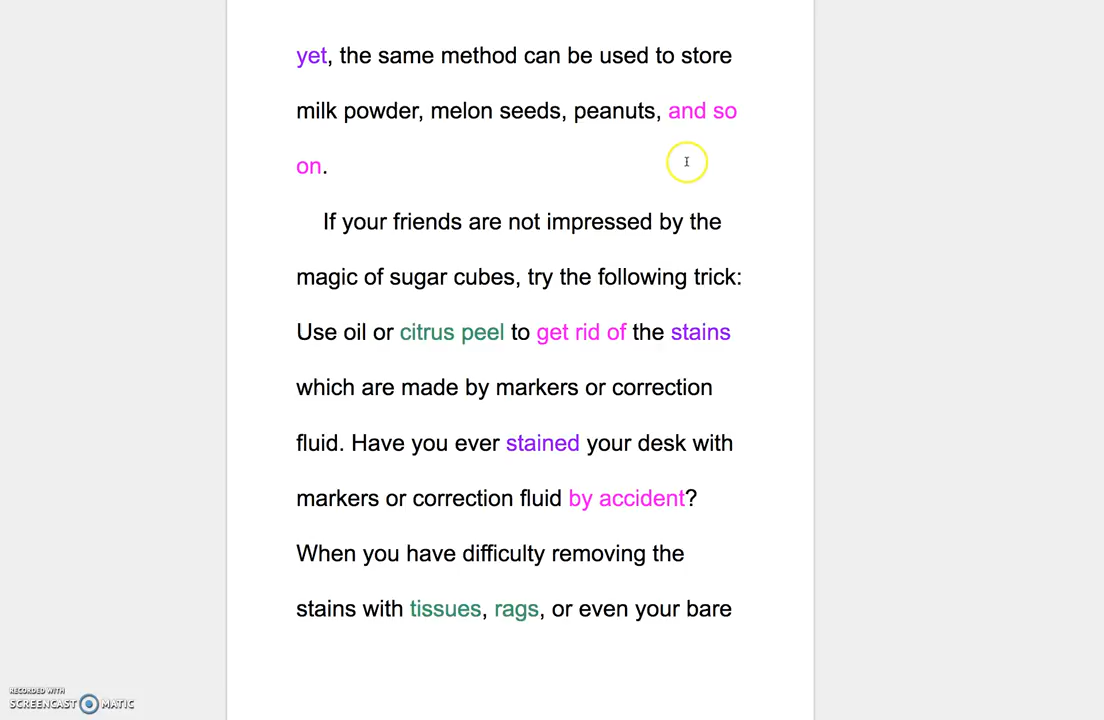 yet, the same method can be used to store
milk powder, melon seeds, peanuts, and so
on.
If your friends are not impressed by the
magic of sugar cubes, try the following trick:
Use oil or citrus peel to get rid of the stains
which are made by markers or correction
fluid. Have you ever stained your desk with
markers or correction fluid by accident?
When you have difficulty removing the
stains with tissues, rags, or even your bare
RECORDED WITH
SCREENCAST MATIC